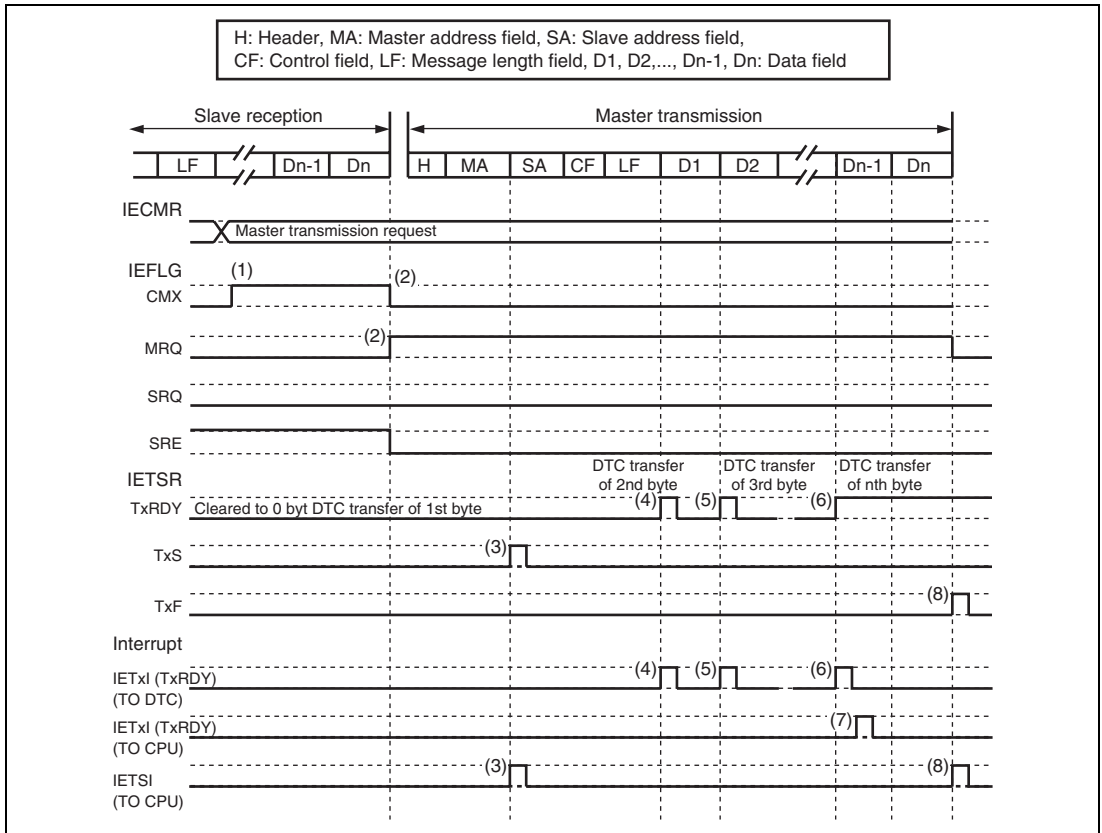 H: Header, MA: Master address field, SA: Slave address field,
CF: Control field, LF: Message length field, D1, D2,..., Dn-1, Dn: Data field
Slave reception
Master transmission
LF
Dn-1
Dn
H
MA
SA
CF
LF
D1
D2
Dn-1
Dn
IECMR
Master transmission request
IEFLG
(1)
(2)
CMX
(2)
MRQ
SRQ
SRE
IETSR
DTC transfer
of 2nd byte
DTC transfer
of 3rd byte
DTC transfer
of nth byte
TxRDY
Cleared to 0 byt DTC transfer of 1st byte
(4)
(5)
(6)
(3)
TxS
(8)
TxF
Interrupt
IETxI (TxRDY)
(TO DTC)
(4)
(5)
(6)
IETxI (TxRDY)
(TO CPU)
(7)
IETSI
(TO CPU)
(3)
(8)